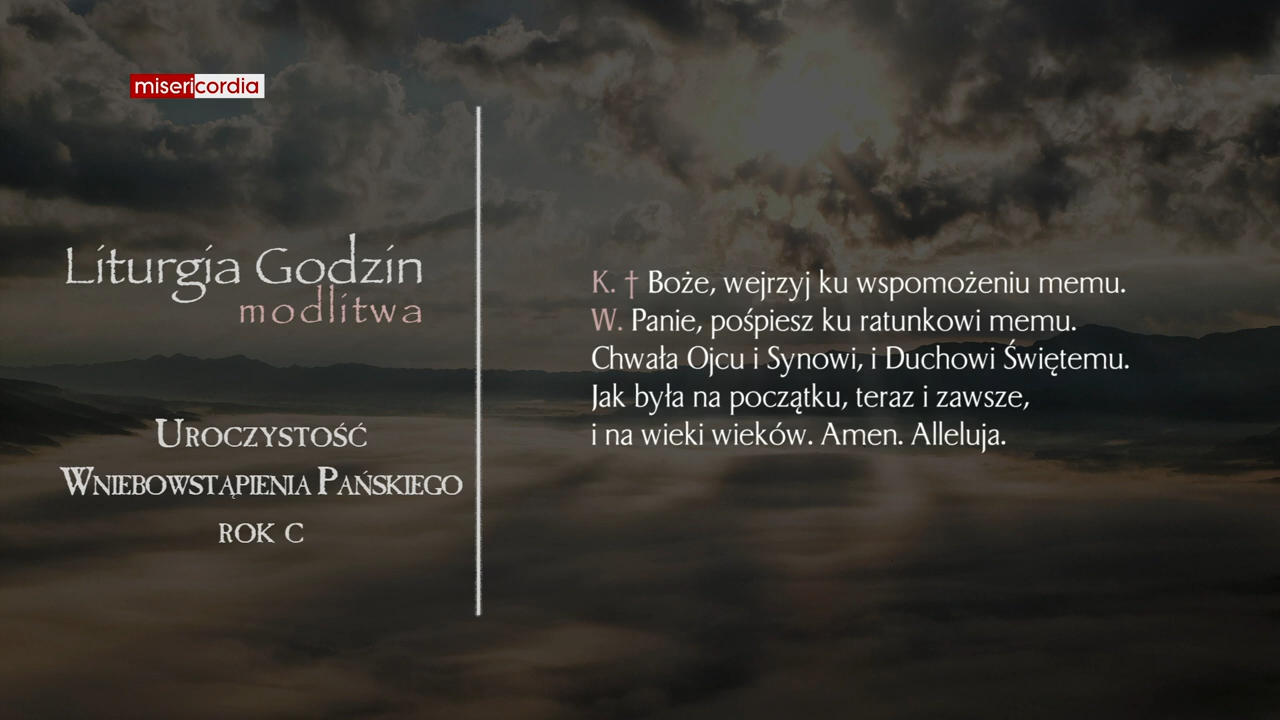 misericordia
Liturgia Godzin
modlitwa
Uroczystość
Wniebowstąpienia Pańskiego
rok C
K. † Boże, wejrzyj ku wspomożeniu memu.
W. Panie, pośpiesz ku ratunkowi memu.
Chwała Ojcu i Synowi, i Duchowi Świętemu.
Jak była na początku, teraz i zawsze,
i na wieki wieków. Amen. Alleluja.